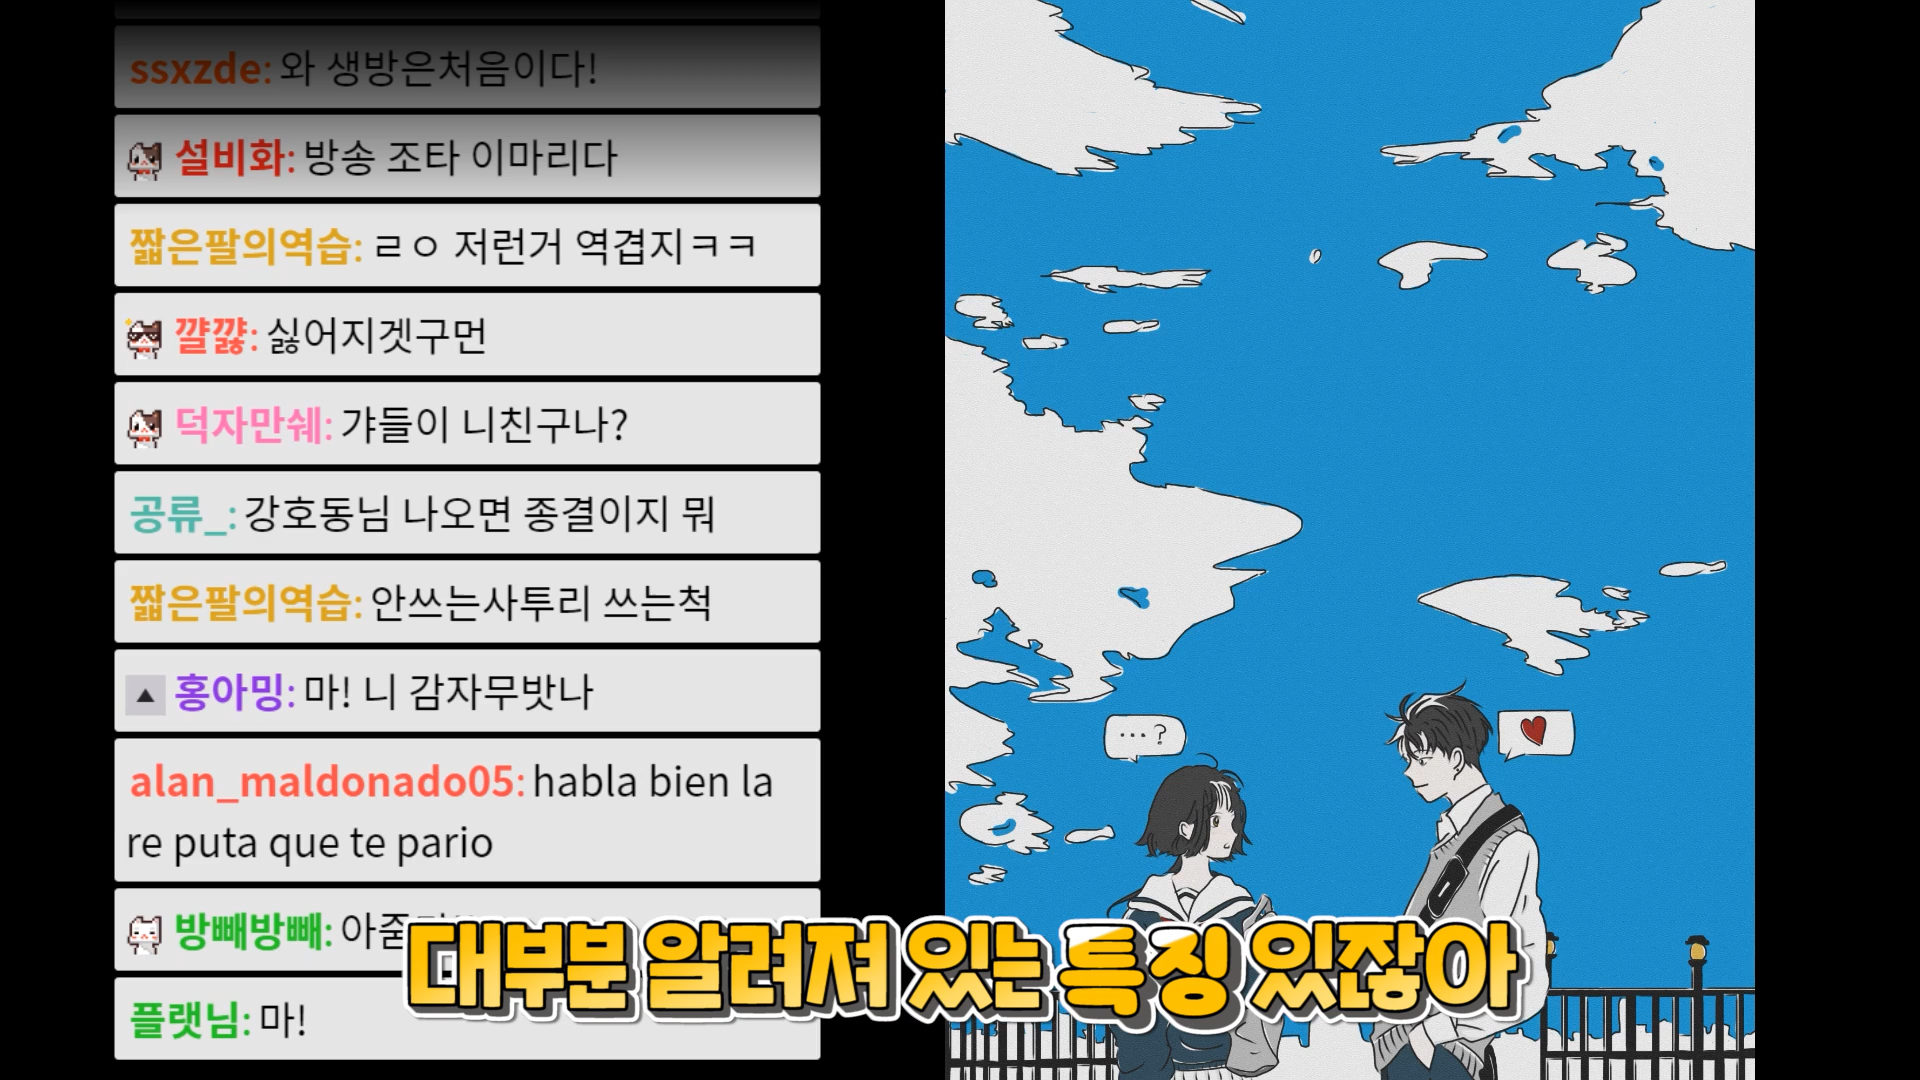 ssxzde: 와 생방은처음이다!
설비화: 방송 조타 이마리다
짧은팔의역습: ㄹㅇ 저런거 역겹지ㅋㅋ
꺌꺓: 싫어지겟구먼
덕자만쉐: 갸들이 니친구나?
공류_: 강호동님 나오면 종결이지 뭐
짧은팔의역습: 안쓰는사투리 쓰는척
홍아밍: 마! 니 감자무밧나
alan_maldonado05: habla bien la
re puta que te pario
방빼방빼:
플랫님: 마!
... ?
대부분 알려져 있는 특징 있잖아